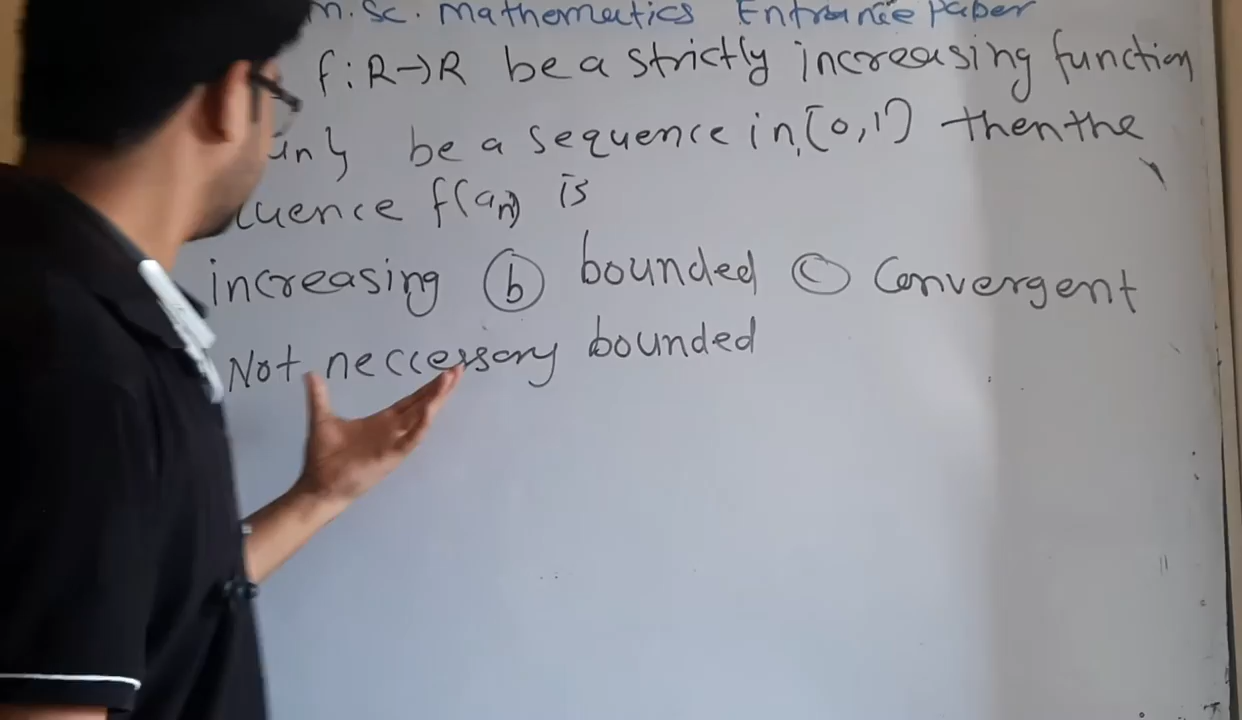 M.Sc. Mathematics Entrance Paper
f:R→R be a strictly increasing function
be a sequence in [0,1] then the
f(an) is
increasing (b) bounded (c) Convergent
Not neccessary bounded